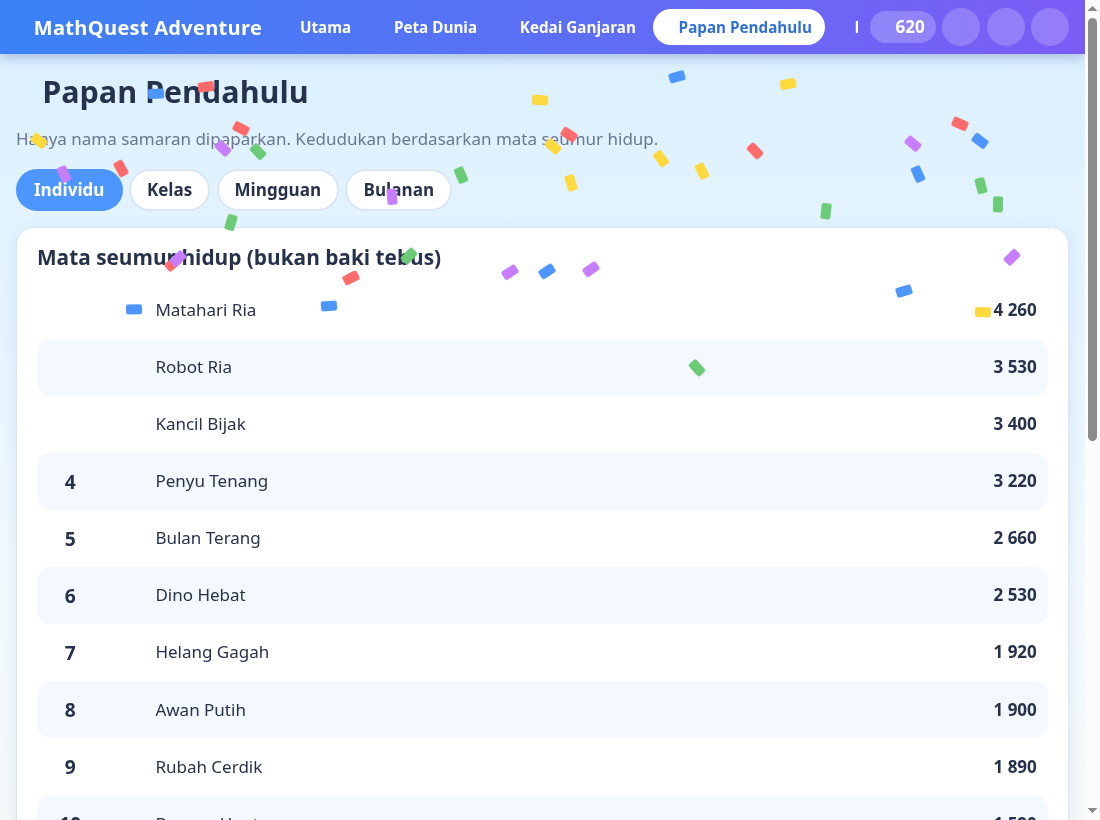 MathQuest Adventure Utama Peta Dunia Kedai Ganjaran Papan Pendahulu 620
Papan Pendahulu
Hanya nama samaran dipaparkan. Kedudukan berdasarkan mata seumur hidup.
Individu Kelas Mingguan Bulanan
Mata seumur hidup (bukan baki tebus)
Matahari Ria 4 260
Robot Ria 3 530
Kancil Bijak 3 400
4 Penyu Tenang 3 220
5 Bulan Terang 2 660
6 Dino Hebat 2 530
7 Helang Gagah 1 920
8 Awan Putih 1 900
9 Rubah Cerdik 1 890